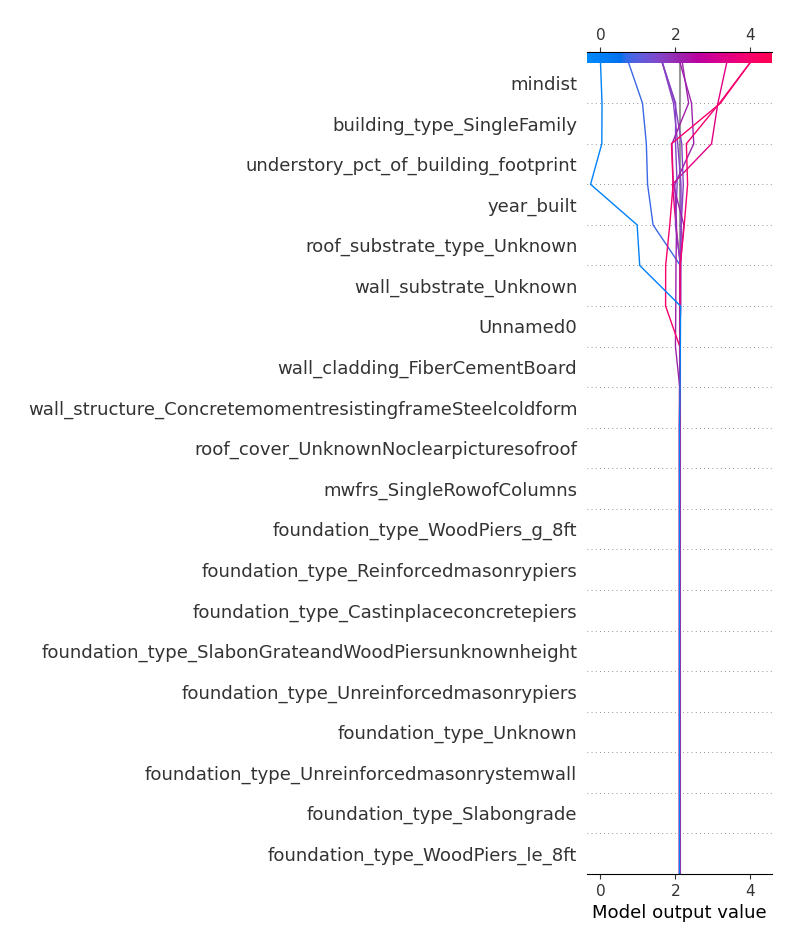 0 2 4
mindist
building_type_SingleFamily
understory_pct_of_building_footprint
year_built
roof_substrate_type_Unknown
wall_substrate_Unknown
Unnamed0
wall_cladding_FiberCementBoard
wall_structure_ConcretemomentresistingframeSteelcoldform
roof_cover_UnknownNoclearpicturesofroof
mwfrs_SingleRowofColumns
foundation_type_WoodPiers_g_8ft
foundation_type_Reinforcedmasonrypiers
foundation_type_Castinplaceconcretepiers
foundation_type_SlabonGrateandWoodPiersunknownheight
foundation_type_Unreinforcedmasonrypiers
foundation_type_Unknown
foundation_type_Unreinforcedmasonrystemwall
foundation_type_Slabongrade
foundation_type_WoodPiers_le_8ft
0 2 4
Model output value